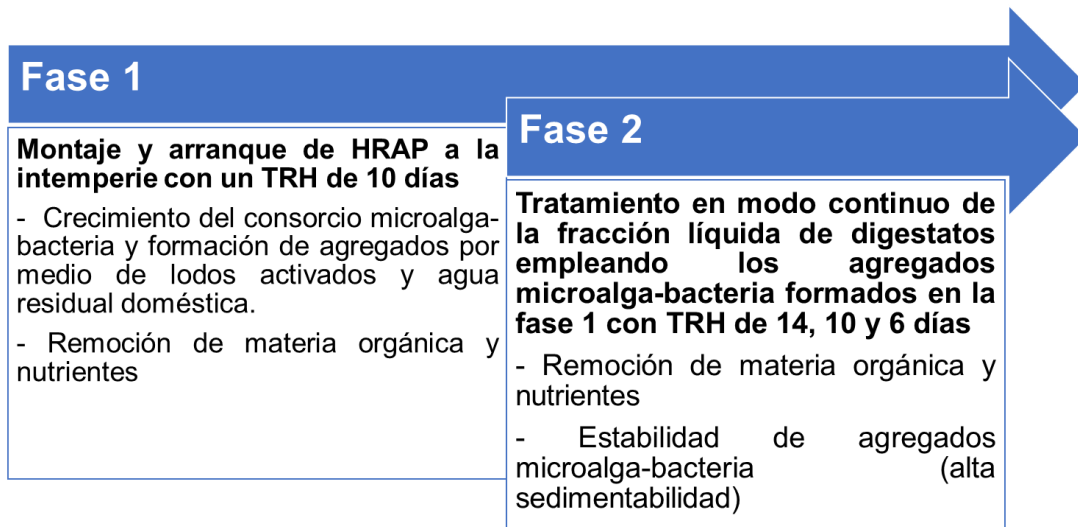 Fase 1
Montaje y arranque de HRAP a la
intemperie con un TRH de 10 días
- Crecimiento del consorcio microalga-
bacteria y formación de agregados por
medio de lodos activados y agua
residual doméstica.
- Remoción de materia orgánica y
nutrientes
Fase 2
Tratamiento en modo continuo de
la fracción líquida de digestatos
empleando los agregados
microalga-bacteria formados en la
fase 1 con TRH de 14, 10 y 6 días
- Remoción de materia orgánica y
nutrientes
- Estabilidad de agregados
microalga-bacteria (alta
sedimentabilidad)